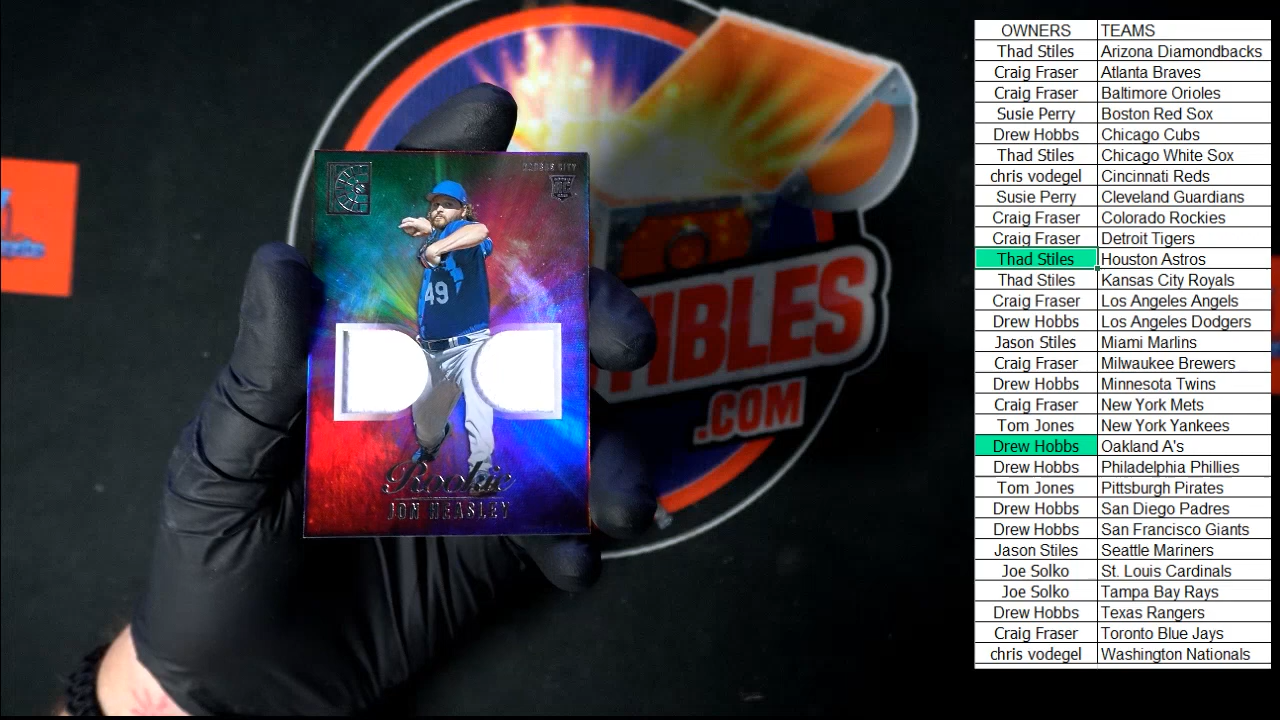 KANSAS CITY
RC
49
Rookie
JON HEASLEY
TIBLES
.COM
OWNERS TEAMS
Thad Stiles Arizona Diamondbacks
Craig Fraser Atlanta Braves
Craig Fraser Baltimore Orioles
Susie Perry Boston Red Sox
Drew Hobbs Chicago Cubs
Thad Stiles Chicago White Sox
chris vodegel Cincinnati Reds
Susie Perry Cleveland Guardians
Craig Fraser Colorado Rockies
Craig Fraser Detroit Tigers
Thad Stiles Houston Astros
Thad Stiles Kansas City Royals
Craig Fraser Los Angeles Angels
Drew Hobbs Los Angeles Dodgers
Jason Stiles Miami Marlins
Craig Fraser Milwaukee Brewers
Drew Hobbs Minnesota Twins
Craig Fraser New York Mets
Tom Jones New York Yankees
Drew Hobbs Oakland A's
Drew Hobbs Philadelphia Phillies
Tom Jones Pittsburgh Pirates
Drew Hobbs San Diego Padres
Drew Hobbs San Francisco Giants
Jason Stiles Seattle Mariners
Joe Solko St. Louis Cardinals
Joe Solko Tampa Bay Rays
Drew Hobbs Texas Rangers
Craig Fraser Toronto Blue Jays
chris vodegel Washington Nationals